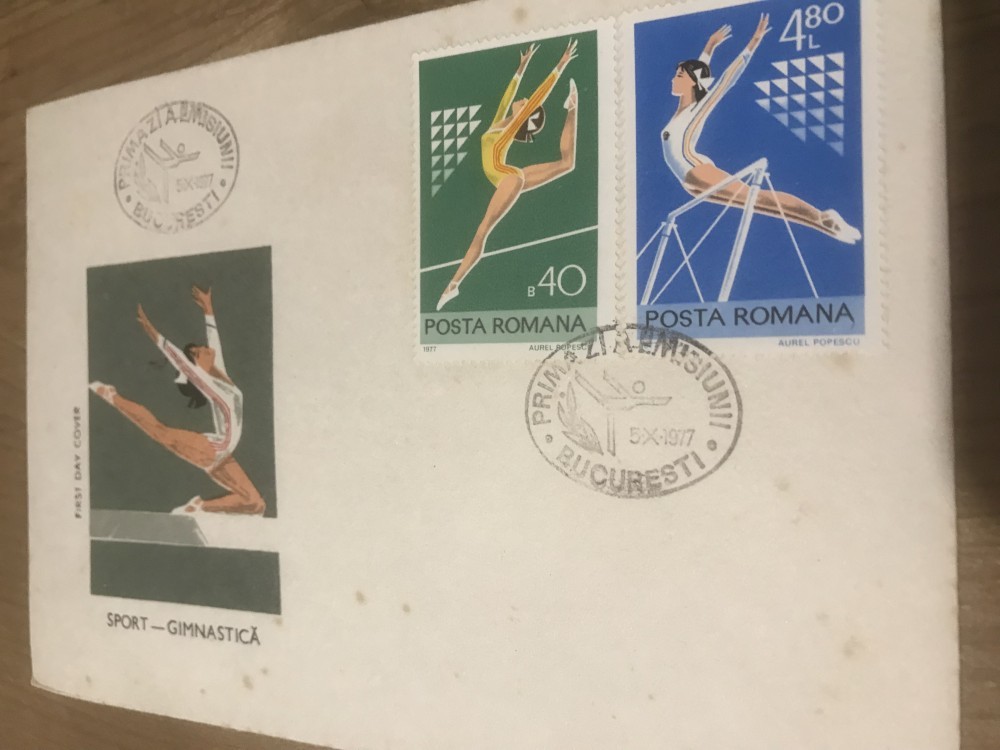 PRIMA ZI A EMISIUNII
5·X·1977
BUCURESTI
FIRST DAY COVER
SPORT — GIMNASTICĂ
B 40
POSTA ROMANA
1977 AUREL POPESCU
4.80
L
POSTA ROMANA
AUREL POPESCU
PRIMA ZI A EMISIUNII
5·X·1977
BUCURESTI